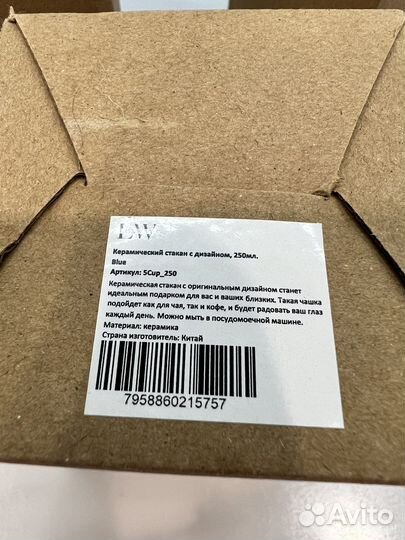 LW
Керамический стакан с дизайном, 250мл.
Blue
Артикул: 5Cup_250
Керамическая стакан с оригинальным дизайном станет
идеальным подарком для вас и ваших близких. Такая чашка
подойдет как для чая, так и кофе, и будет радовать ваш глаз
каждый день. Можно мыть в посудомоечной машине.
Материал: керамика
Страна изготовитель: Китай
7958860215757
Avito